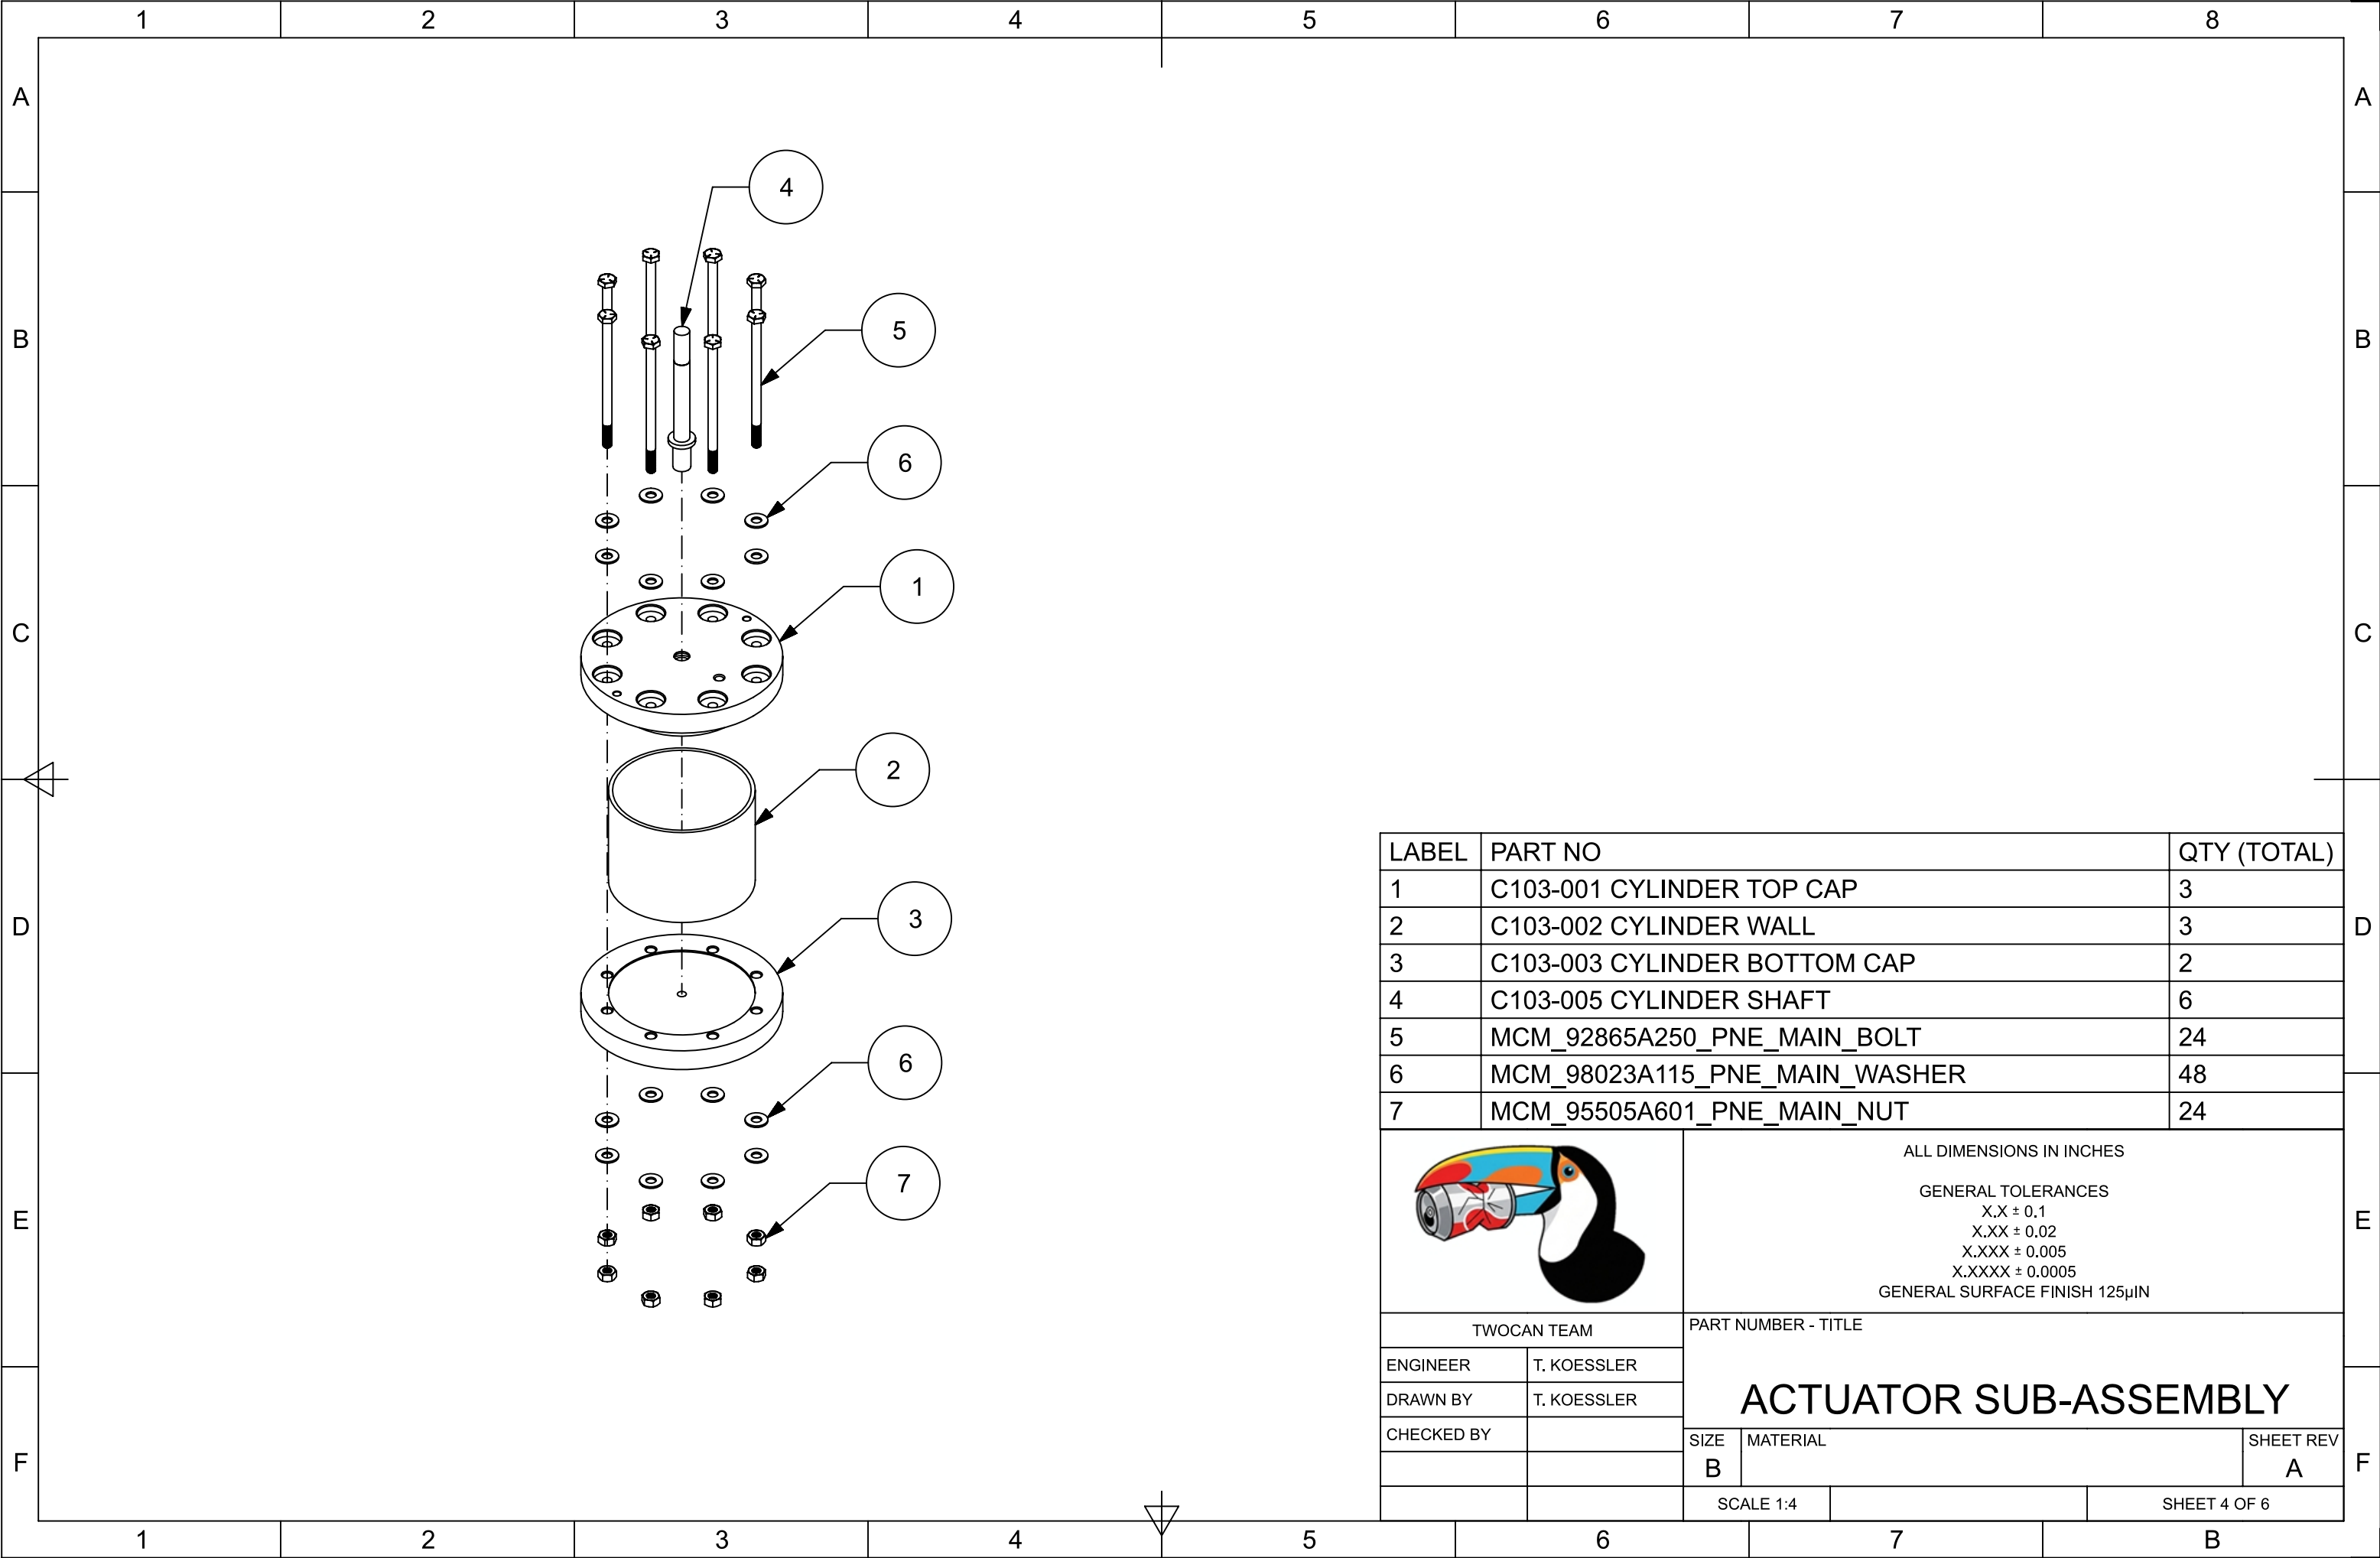 1 2 3 4 5 6 7 8
A A
4
B B
5
6
1
C C
2
3
D D
6
7
E E
F F
LABEL PART NO QTY (TOTAL)
1 C103-001 CYLINDER TOP CAP 3
2 C103-002 CYLINDER WALL 3
3 C103-003 CYLINDER BOTTOM CAP 2
4 C103-005 CYLINDER SHAFT 6
5 MCM_92865A250_PNE_MAIN_BOLT 24
6 MCM_98023A115_PNE_MAIN_WASHER 48
7 MCM_95505A601_PNE_MAIN_NUT 24
ALL DIMENSIONS IN INCHES
GENERAL TOLERANCES
X.X ± 0.1
X.XX ± 0.02
X.XXX ± 0.005
X.XXXX ± 0.0005
GENERAL SURFACE FINISH 125µIN
TWOCAN TEAM
ENGINEER T. KOESSLER
DRAWN BY T. KOESSLER
CHECKED BY
PART NUMBER - TITLE
ACTUATOR SUB-ASSEMBLY
SIZE MATERIAL SHEET REV
B A
SCALE 1:4 SHEET 4 OF 6
1 2 3 4 5 6 7 B